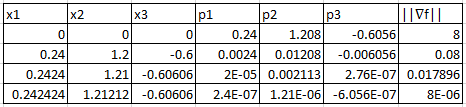 x1 x2 x3 p1 p2 p3 ||∇f||
0 0 0 0.24 1.208 -0.6056 8
0.24 1.2 -0.6 0.0024 0.01208 -0.006056 0.08
0.2424 1.21 -0.60606 2E-05 0.002113 2.76E-07 0.017896
0.242424 1.21212 -0.60606 2.4E-07 1.21E-06 -6.056E-07 8E-06